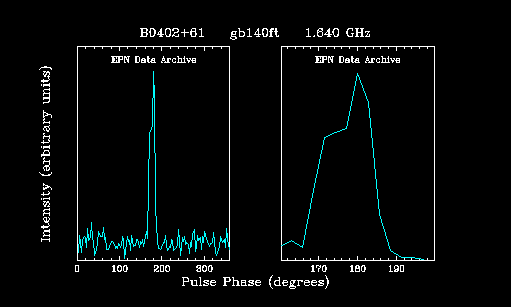 B0402+61 gb140ft 1.640 GHz
EPN Data Archive EPN Data Archive
Intensity (arbitrary units)
0 100 200 300 170 180 190
Pulse Phase (degrees)